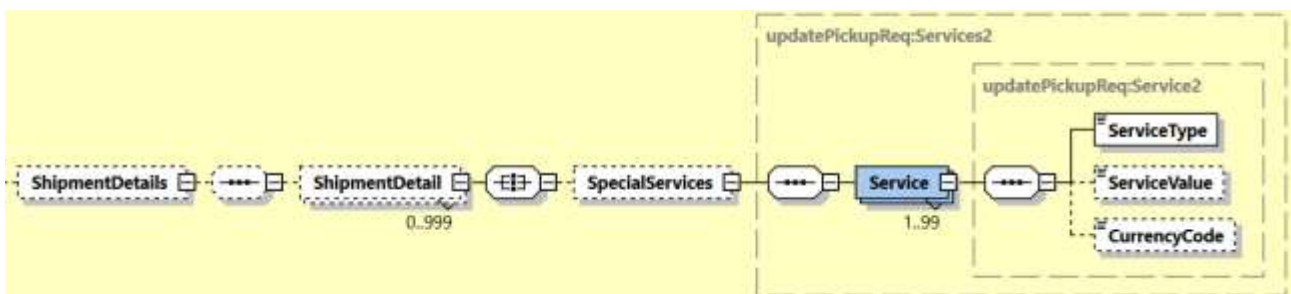 updatePickupReq:Services2
updatePickupReq:Service2
ServiceType
ShipmentDetails
ShipmentDetail
SpecialServices
Service
ServiceValue
0..999
1..99
CurrencyCode